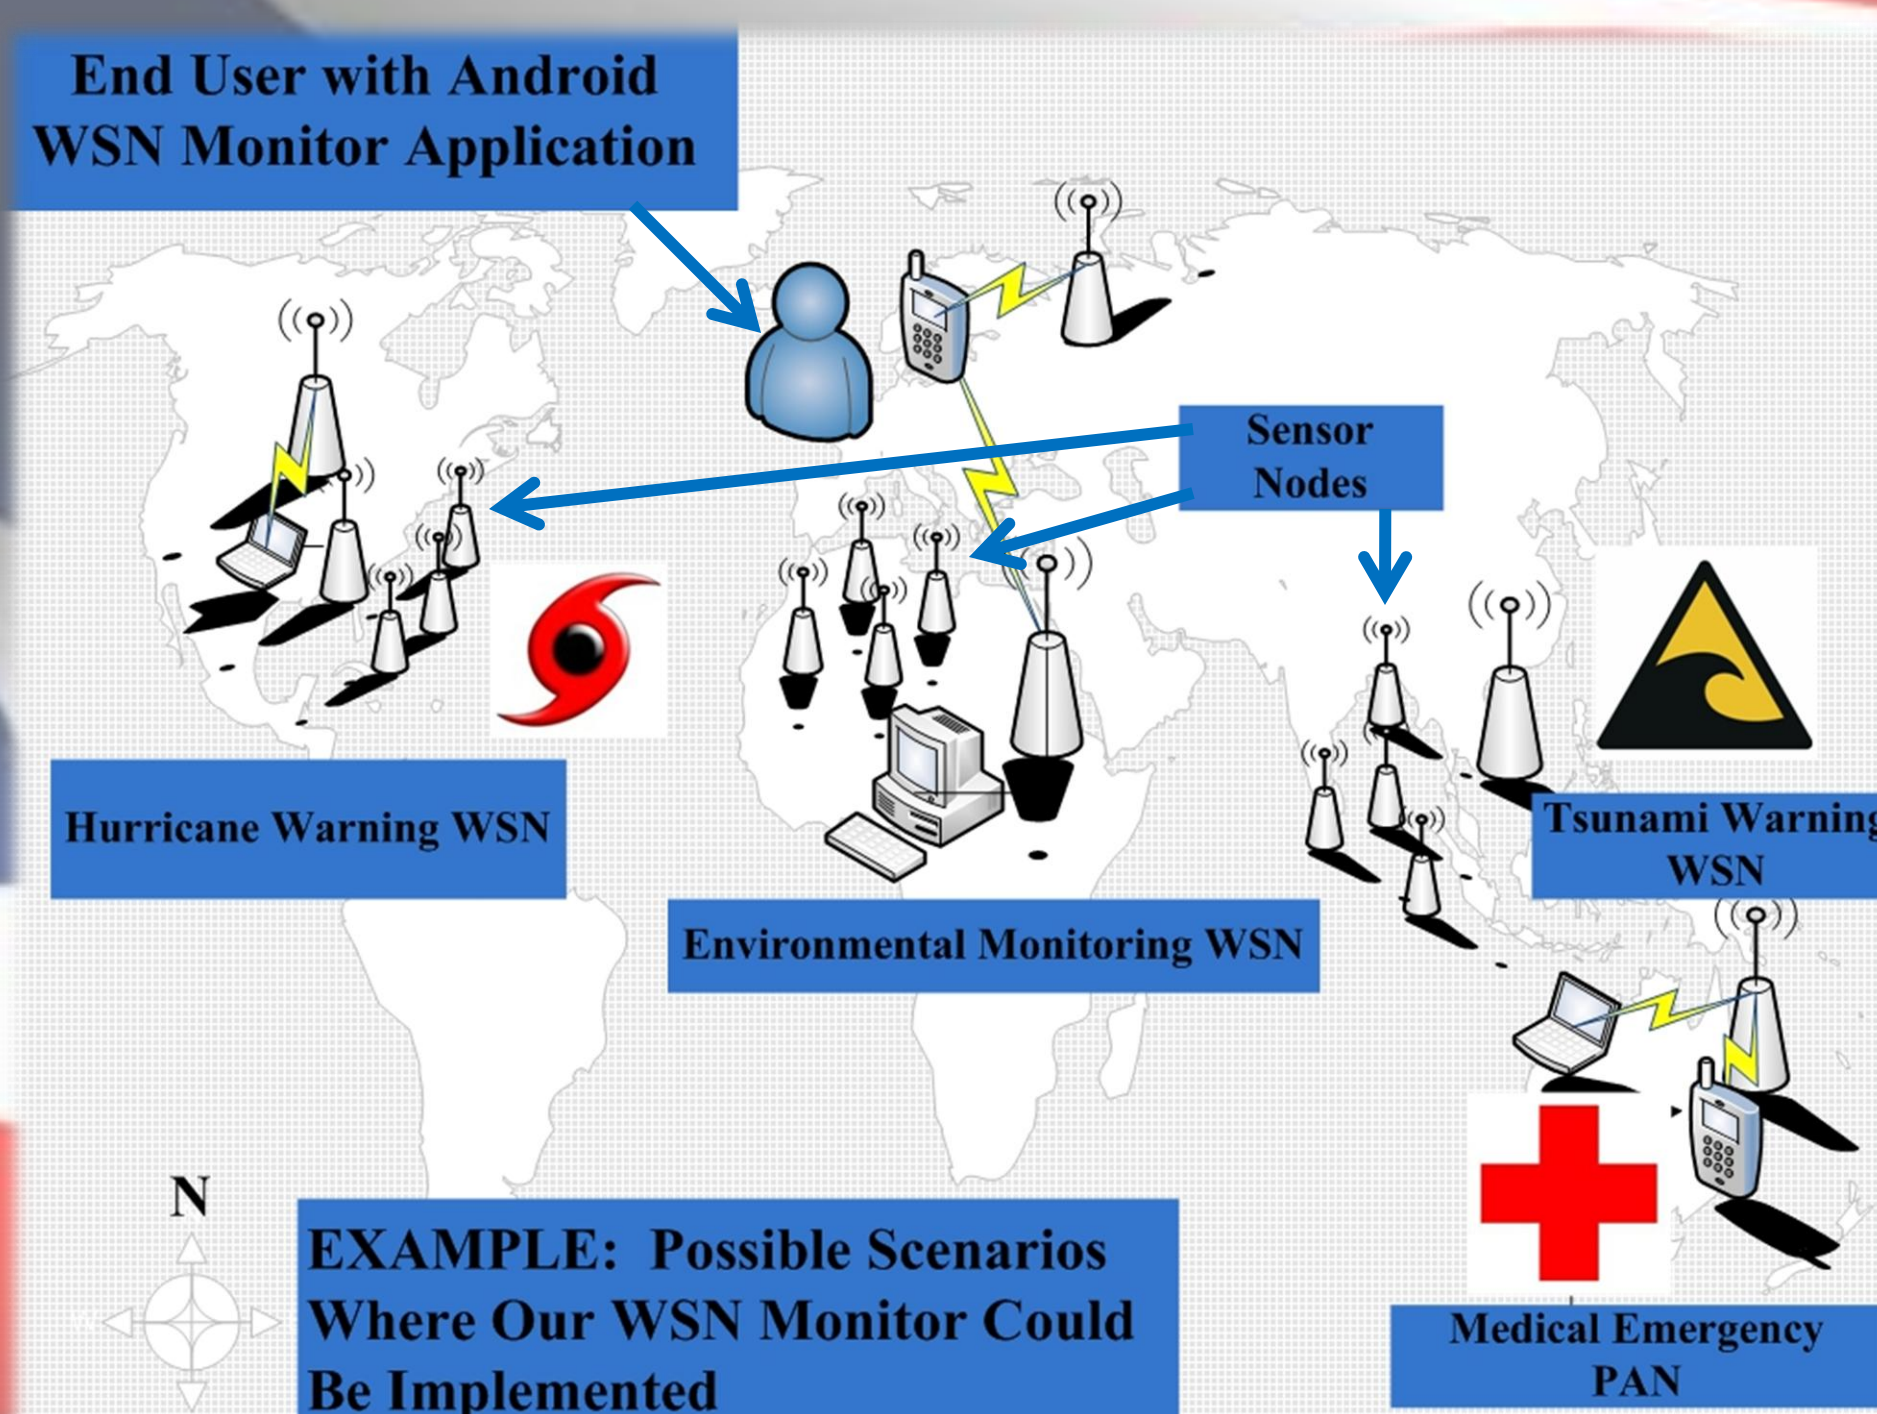 End User with Android
WSN Monitor Application
Sensor
Nodes
Hurricane Warning WSN
Tsunami Warning
WSN
Environmental Monitoring WSN
N
EXAMPLE: Possible Scenarios
Where Our WSN Monitor Could
Be Implemented
Medical Emergency
PAN